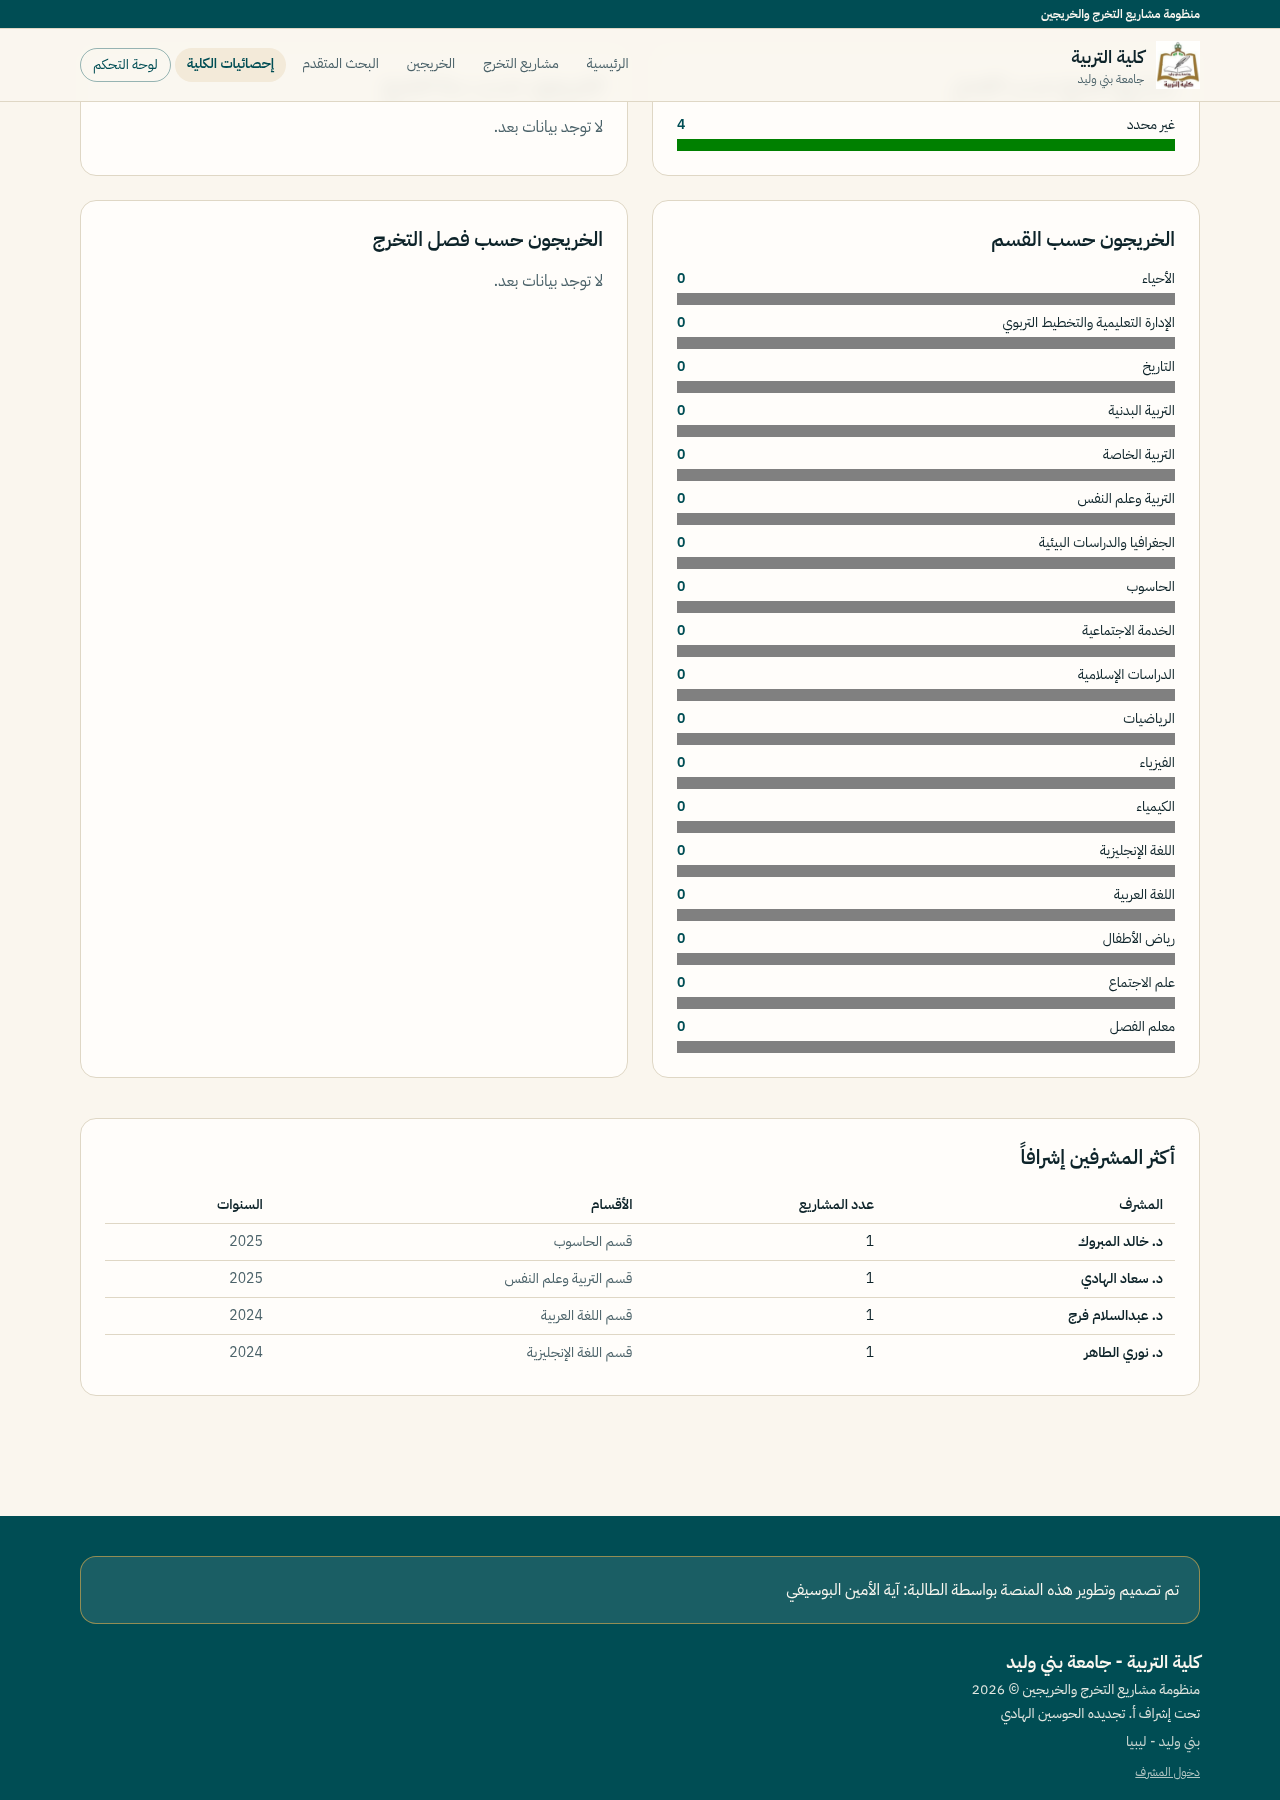 منظومة مشاريع التخرج والخريجين
كلية التربية
جامعة بني وليد
الرئيسية
مشاريع التخرج
الخريجين
البحث المتقدم
إحصائيات الكلية
لوحة التحكم
غير محدد 4
لا توجد بيانات بعد.
الخريجون حسب القسم
الأحياء 0
الإدارة التعليمية والتخطيط التربوي 0
التاريخ 0
التربية البدنية 0
التربية الخاصة 0
التربية وعلم النفس 0
الجغرافيا والدراسات البيئية 0
الحاسوب 0
الخدمة الاجتماعية 0
الدراسات الإسلامية 0
الرياضيات 0
الفيزياء 0
الكيمياء 0
اللغة الإنجليزية 0
اللغة العربية 0
رياض الأطفال 0
علم الاجتماع 0
معلم الفصل 0
الخريجون حسب فصل التخرج
لا توجد بيانات بعد.
أكثر المشرفين إشرافاً
المشرف عدد المشاريع الأقسام السنوات
د. خالد المبروك 1 قسم الحاسوب 2025
د. سعاد الهادي 1 قسم التربية وعلم النفس 2025
د. عبدالسلام فرج 1 قسم اللغة العربية 2024
د. نوري الطاهر 1 قسم اللغة الإنجليزية 2024
تم تصميم وتطوير هذه المنصة بواسطة الطالبة: آية الأمين البوسيفي
كلية التربية - جامعة بني وليد
منظومة مشاريع التخرج والخريجين © 2026
تحت إشراف أ. تجديده الحوسين الهادي
بني وليد - ليبيا
دخول المشرف